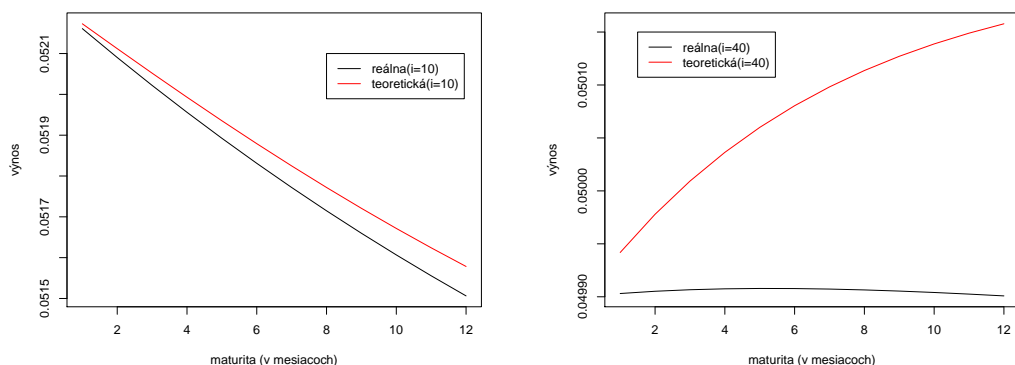 0.0515 0.0517 0.0519 0.0521
výnos
reálna(i=10)
teoretická(i=10)
2 4 6 8 10 12
maturita (v mesiacoch)
0.04990 0.05000 0.05010
výnos
reálna(i=40)
teoretická(i=40)
2 4 6 8 10 12
maturita (v mesiacoch)